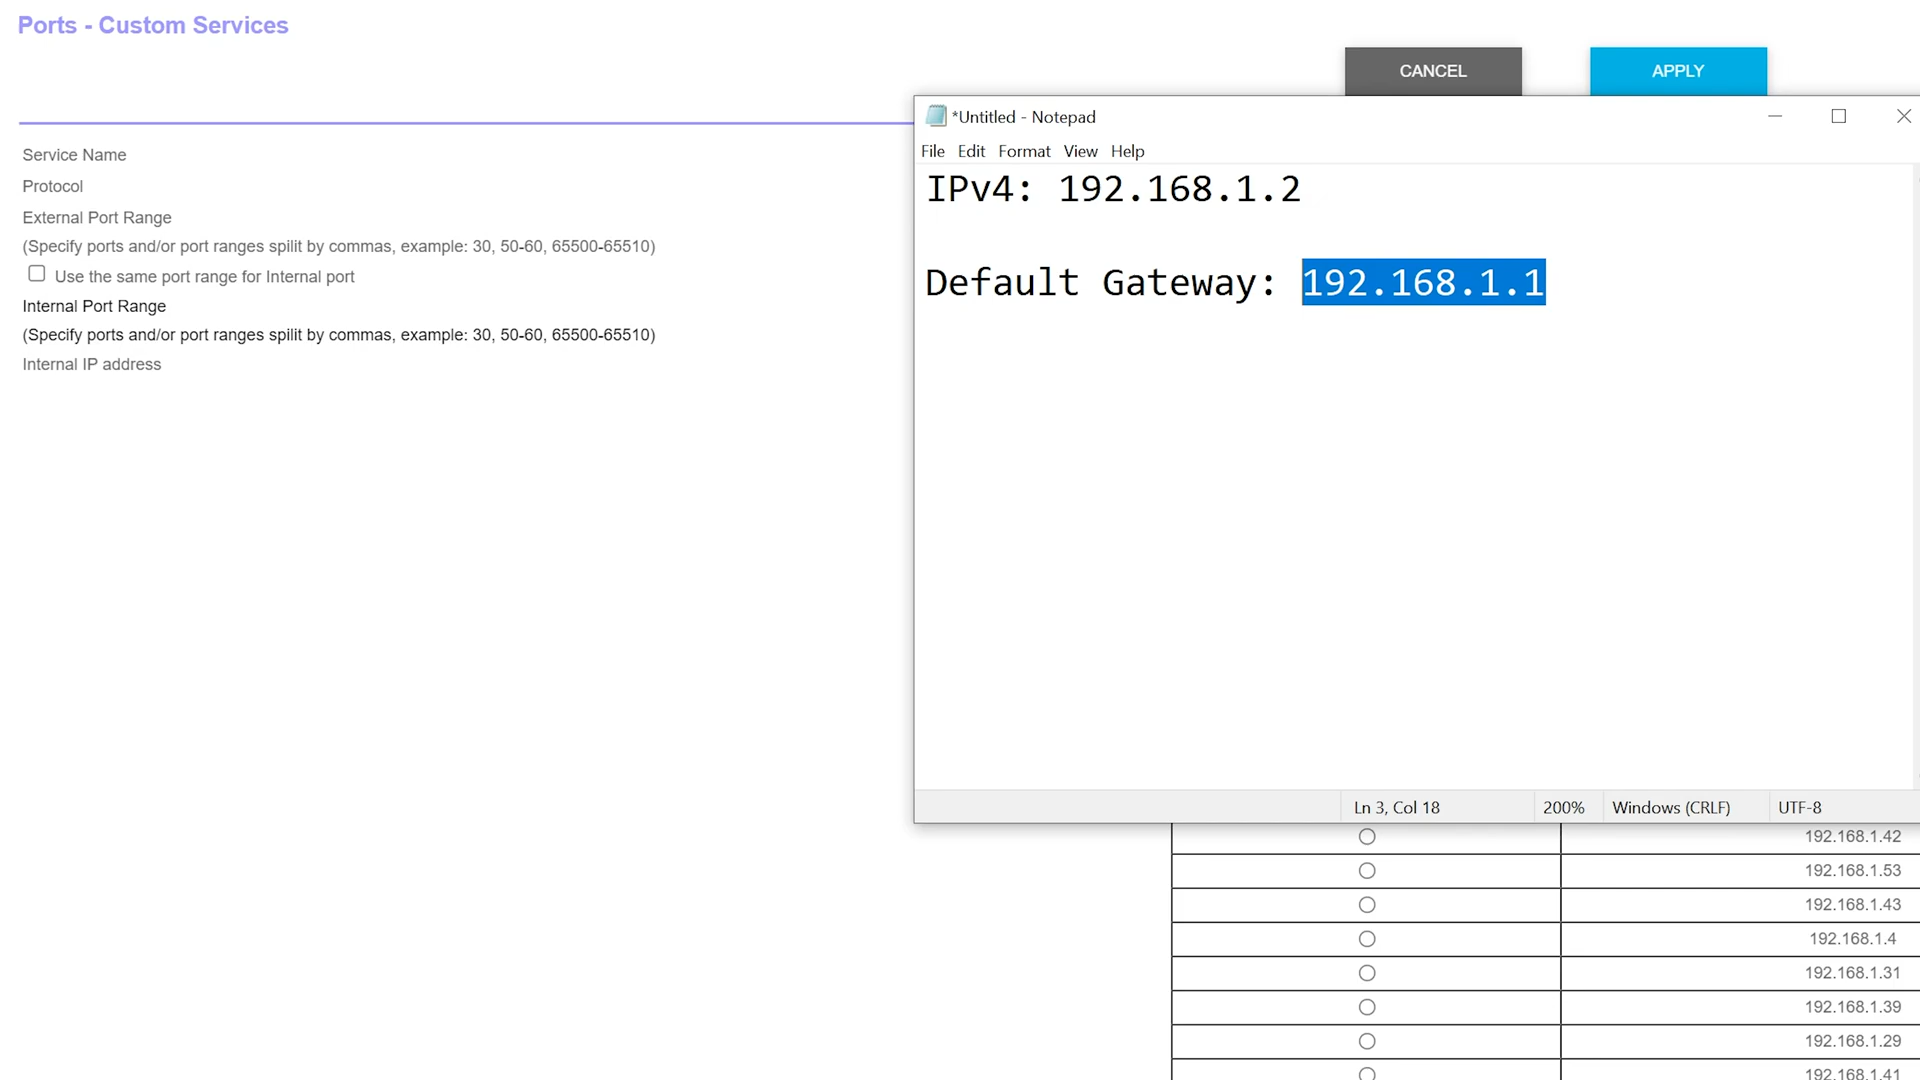 Ports - Custom Services
CANCEL
APPLY
*Untitled - Notepad
File Edit Format View Help
Service Name
Protocol
External Port Range
(Specify ports and/or port ranges spilit by commas, example: 30, 50-60, 65500-65510)
Use the same port range for Internal port
Internal Port Range
(Specify ports and/or port ranges spilit by commas, example: 30, 50-60, 65500-65510)
Internal IP address
IPv4: 192.168.1.2
Default Gateway: 192.168.1.1
Ln 3, Col 18
200%
Windows (CRLF)
UTF-8
192.168.1.42
192.168.1.53
192.168.1.43
192.168.1.4
192.168.1.31
192.168.1.39
192.168.1.29
192.168.1.41